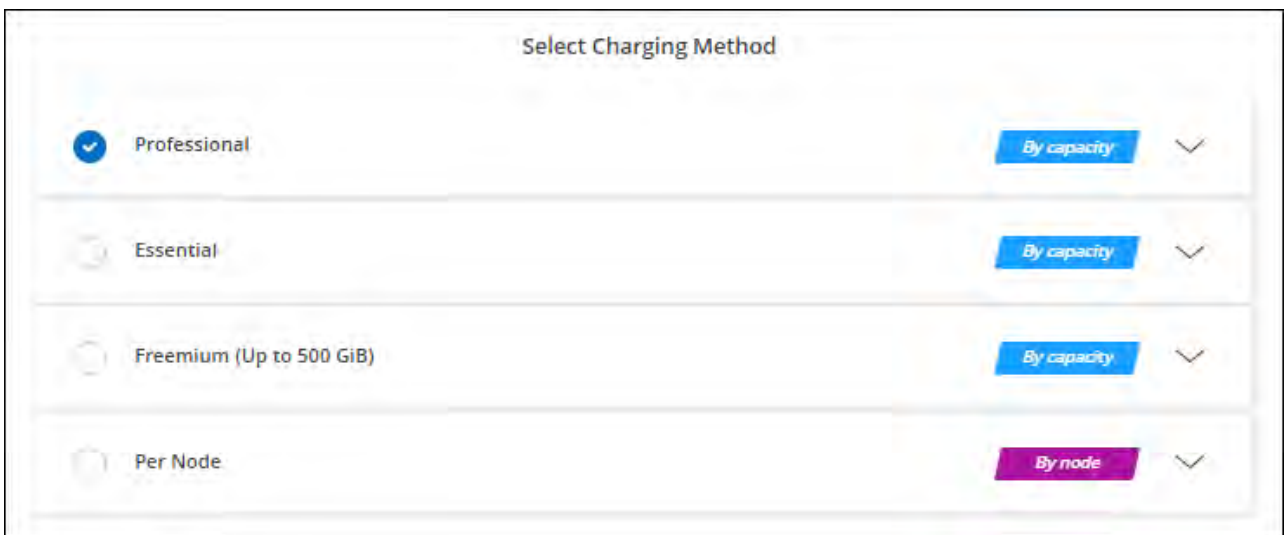 Select Charging Method
Professional By capacity
Essential By capacity
Freemium (Up to 500 GiB) By capacity
Per Node By node